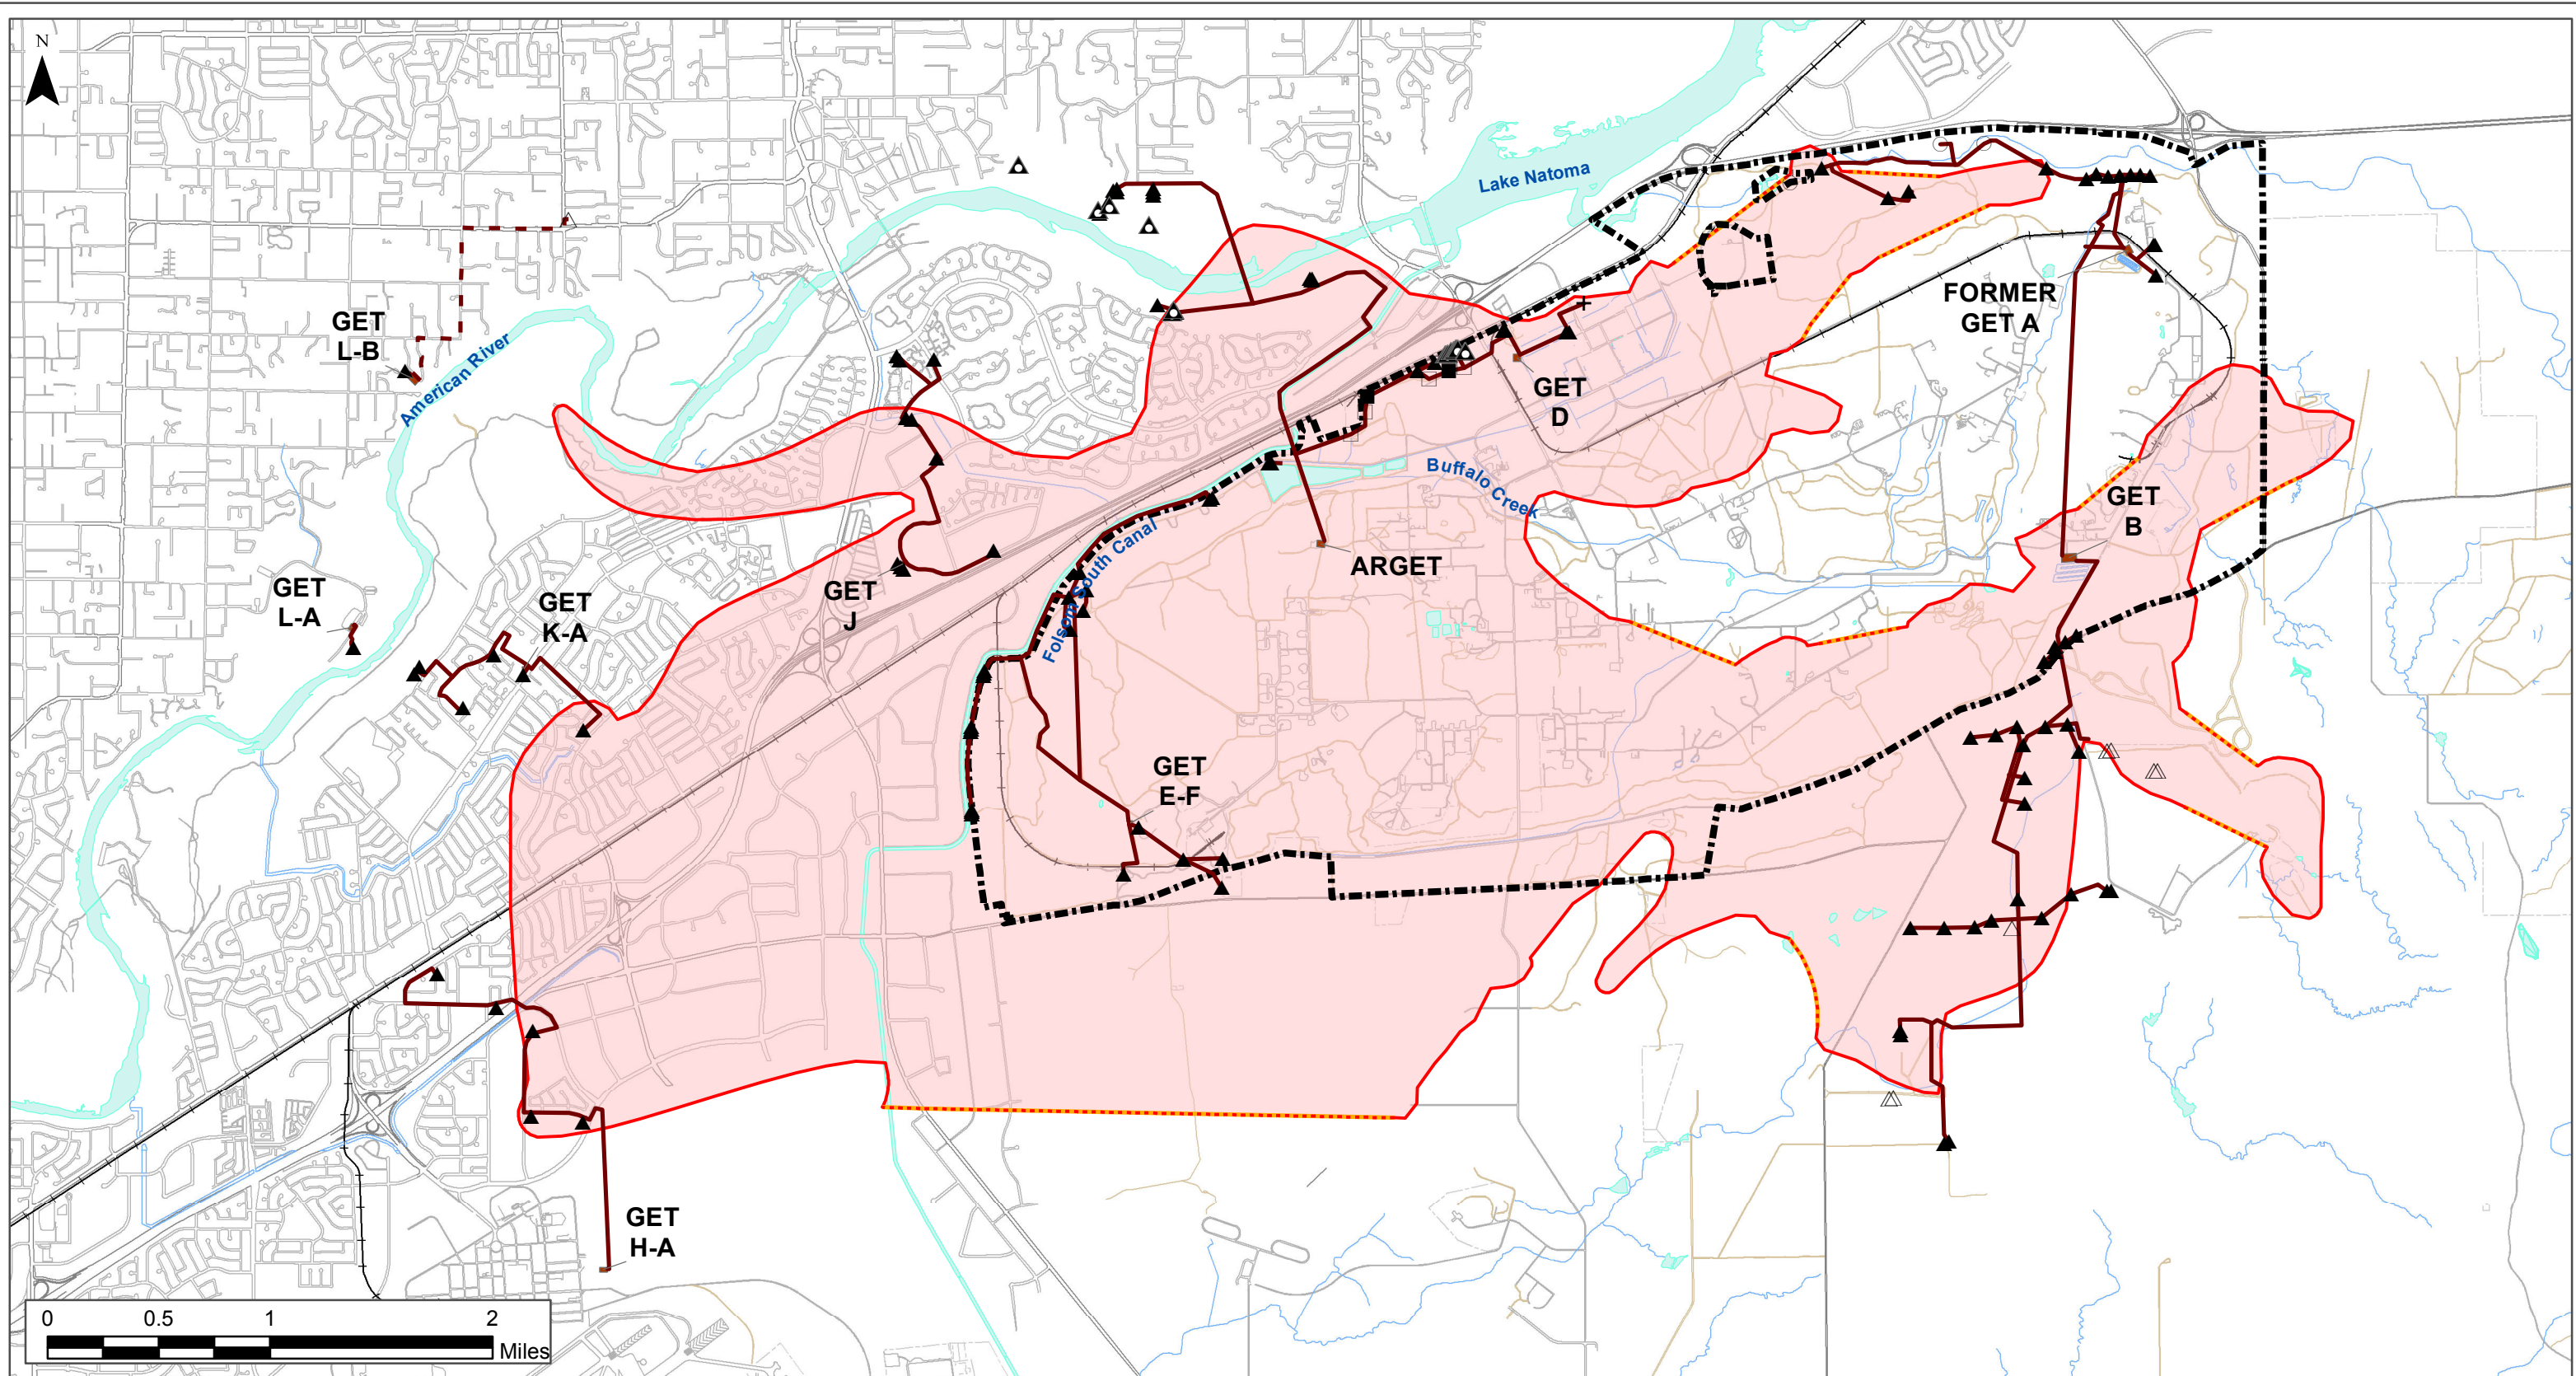 N
Lake Natoma
FORMER
GET A
GET
L-B
American River
GET
D
Buffalo Creek
GET
B
Folsom South Canal
ARGET
GET
L-A
GET
K-A
GET
J
GET
E-F
GET
H-A
0 0.5 1 2
Miles